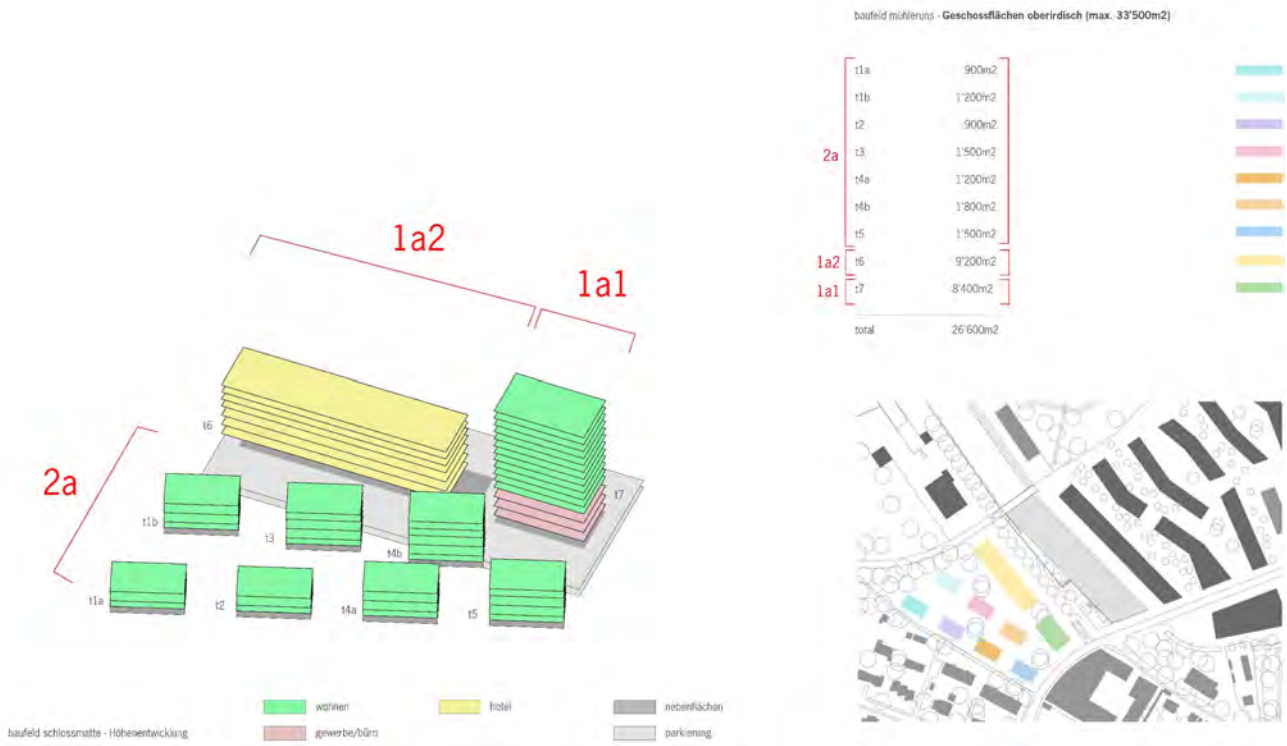 baufeld mühleruns - Geschossflächen oberirdisch (max. 33'500m2)
t1a 900m2
t1b 1'200m2
t2 900m2
2a t3 1'500m2
t4a 1'200m2
t4b 1'800m2
t5 1'500m2
1a2 t6 9'200m2
1a1 t7 8'400m2
total 26'600m2
1a2
1a1
2a
t6
t7
t1b
t3
t4b
t1a
t2
t4a
t5
wohnen hotel nebenflächen
baufeld schlossmatte - Höhenentwicklung gewerbe/büro parkierung